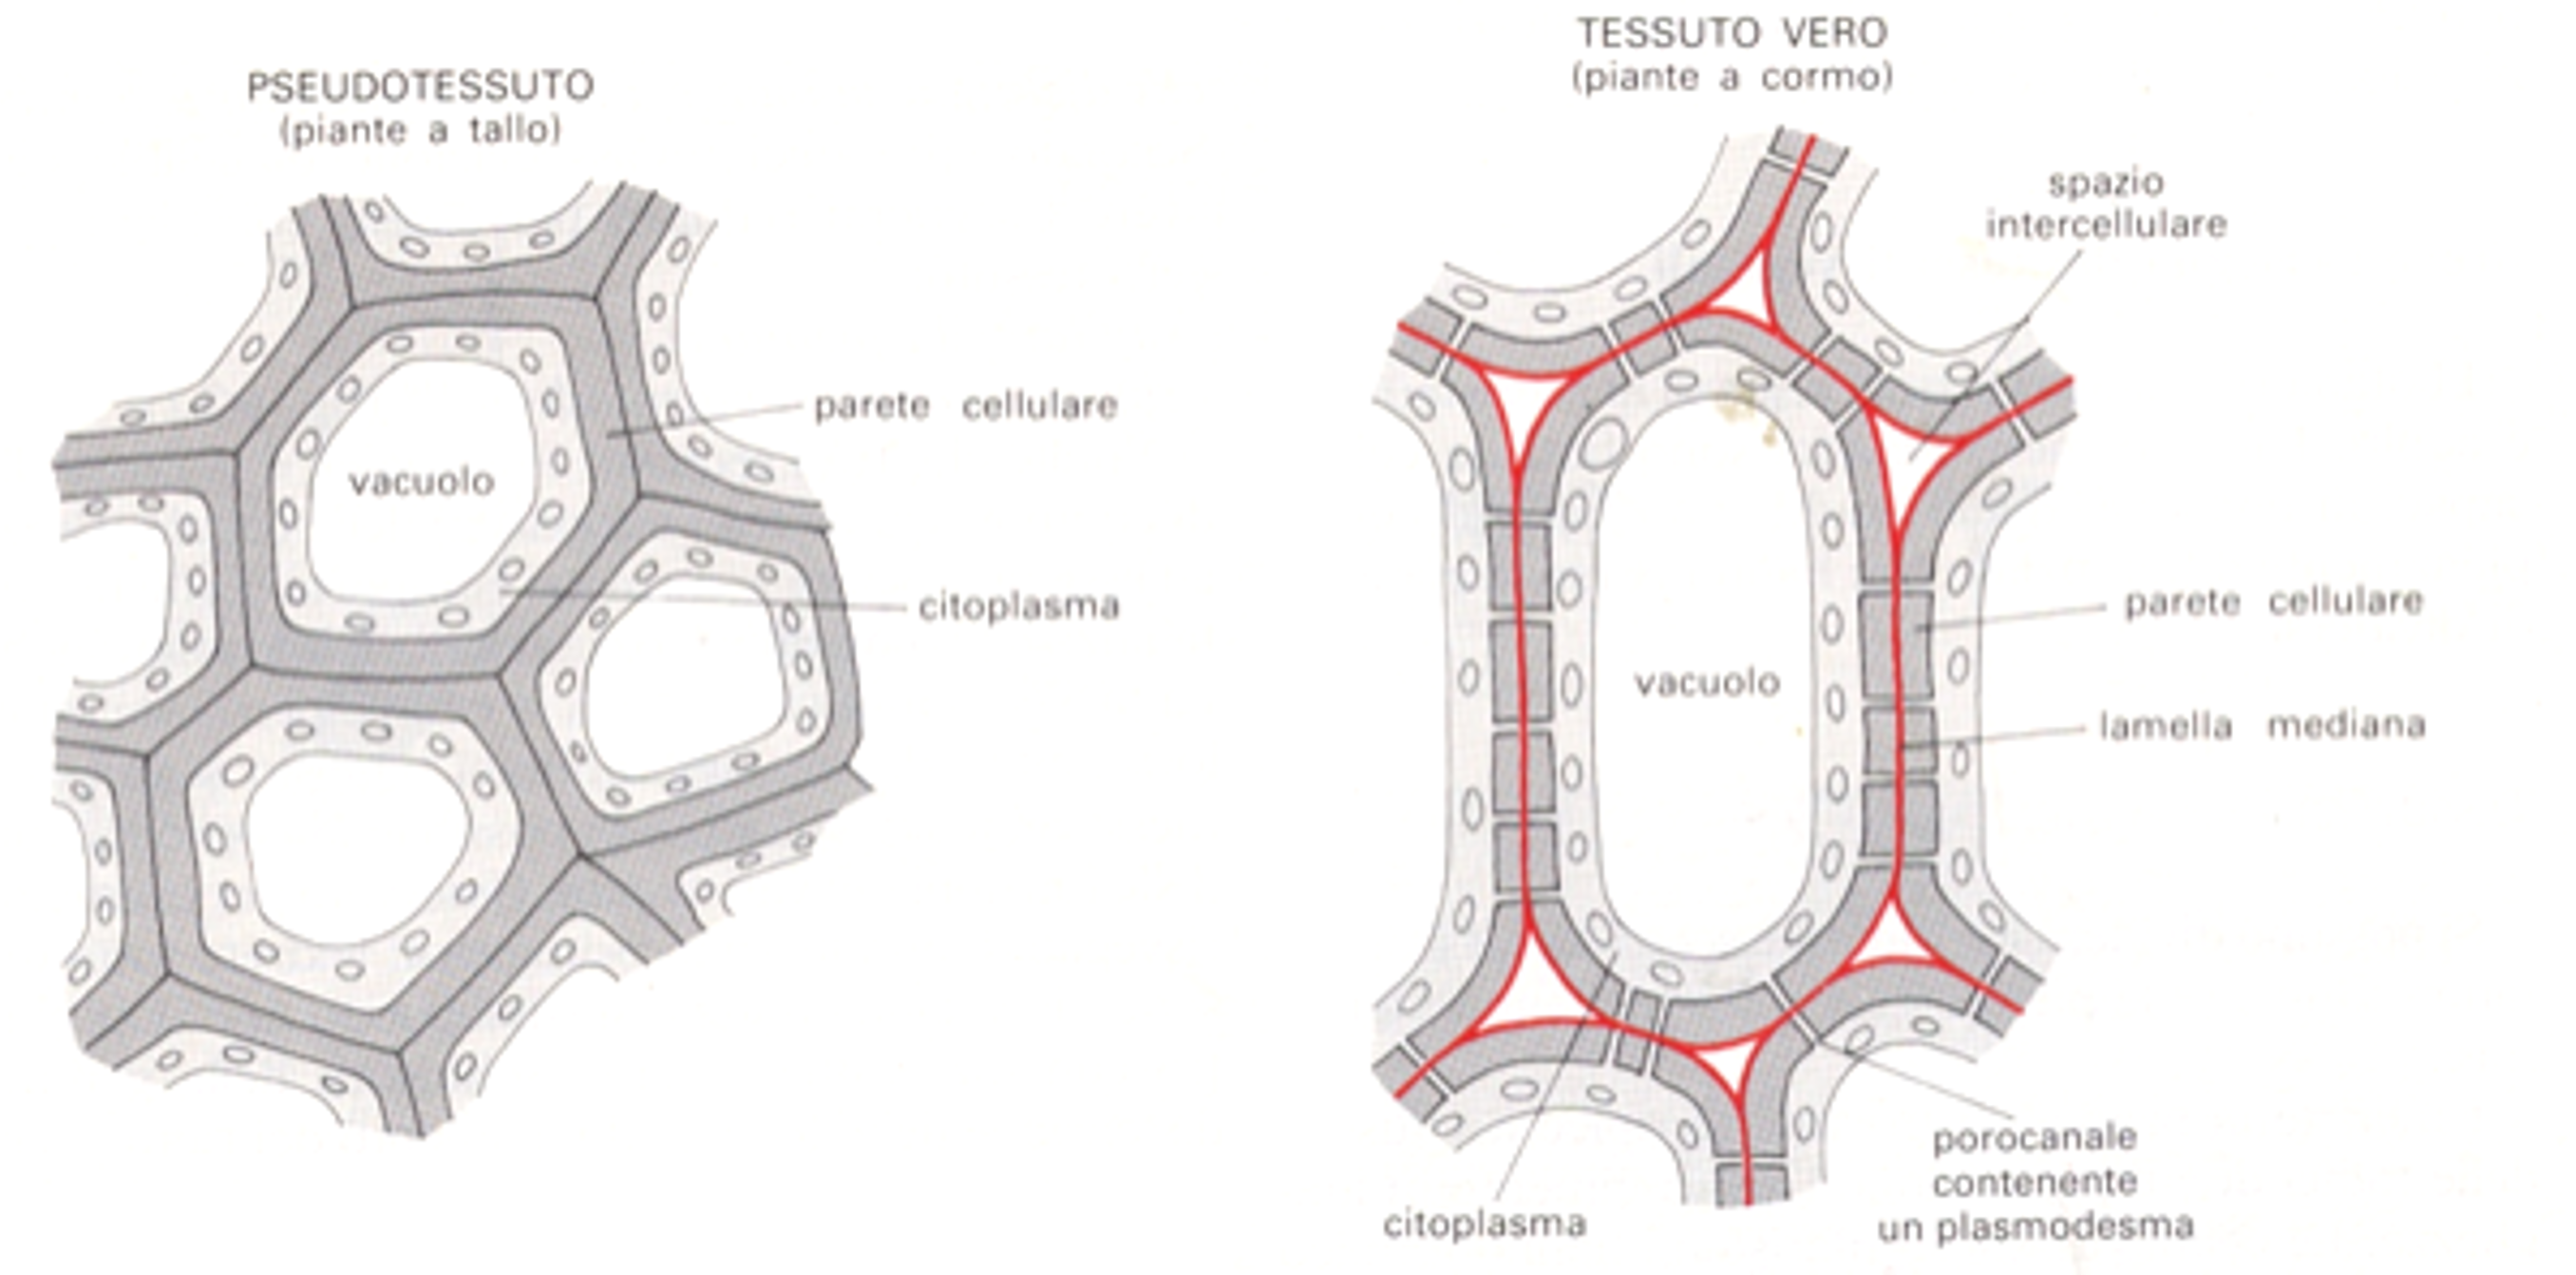 PSEUDOTESSUTO
(piante a tallo)
parete cellulare
vacuolo
citoplasma
TESSUTO VERO
(piante a cormo)
spazio
intercellulare
parete cellulare
vacuolo
lamella mediana
porocanale
contenente
un plasmodesma
citoplasma